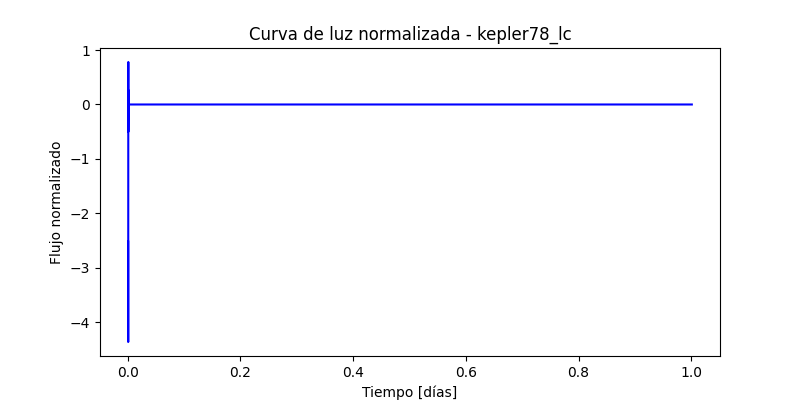 Curva de luz normalizada - kepler78_lc
Flujo normalizado
1
0
−1
−2
−3
−4
0.0 0.2 0.4 0.6 0.8 1.0
Tiempo [días]